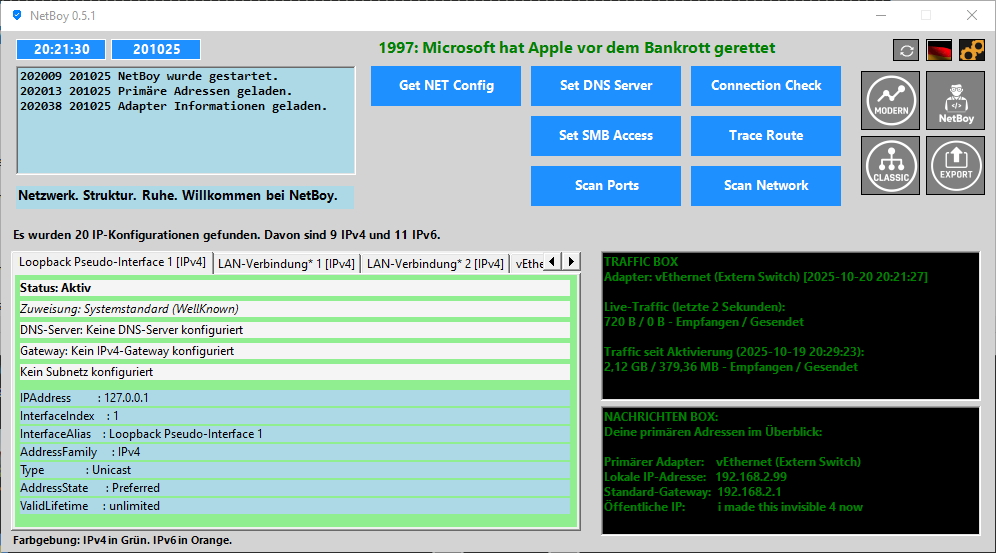 NetBoy 0.5.1
20:21:30
201025
1997: Microsoft hat Apple vor dem Bankrott gerettet
202009 201025 NetBoy wurde gestartet.
202013 201025 Primäre Adressen geladen.
202038 201025 Adapter Informationen geladen.
Get NET Config
Set DNS Server
Connection Check
Set SMB Access
Trace Route
Scan Ports
Scan Network
MODERN
NetBoy
CLASSIC
EXPORT
Netzwerk. Struktur. Ruhe. Willkommen bei NetBoy.
Es wurden 20 IP-Konfigurationen gefunden. Davon sind 9 IPv4 und 11 IPv6.
Loopback Pseudo-Interface 1 [IPv4]
LAN-Verbindung* 1 [IPv4]
LAN-Verbindung* 2 [IPv4]
vEthe
Status: Aktiv
Zuweisung: Systemstandard (WellKnown)
DNS-Server: Keine DNS-Server konfiguriert
Gateway: Kein IPv4-Gateway konfiguriert
Kein Subnetz konfiguriert
IPAddress : 127.0.0.1
InterfaceIndex : 1
InterfaceAlias : Loopback Pseudo-Interface 1
AddressFamily : IPv4
Type : Unicast
AddressState : Preferred
ValidLifetime : unlimited
TRAFFIC BOX
Adapter: vEthernet (Extern Switch) [2025-10-20 20:21:27]
Live-Traffic (letzte 2 Sekunden):
720 B / 0 B - Empfangen / Gesendet
Traffic seit Aktivierung (2025-10-19 20:29:23):
2,12 GB / 379,36 MB - Empfangen / Gesendet
NACHRICHTEN BOX:
Deine primären Adressen im Überblick:
Primärer Adapter: vEthernet (Extern Switch)
Lokale IP-Adresse: 192.168.2.99
Standard-Gateway: 192.168.2.1
Öffentliche IP: i made this invisible 4 now
Farbgebung: IPv4 in Grün. IPv6 in Orange.